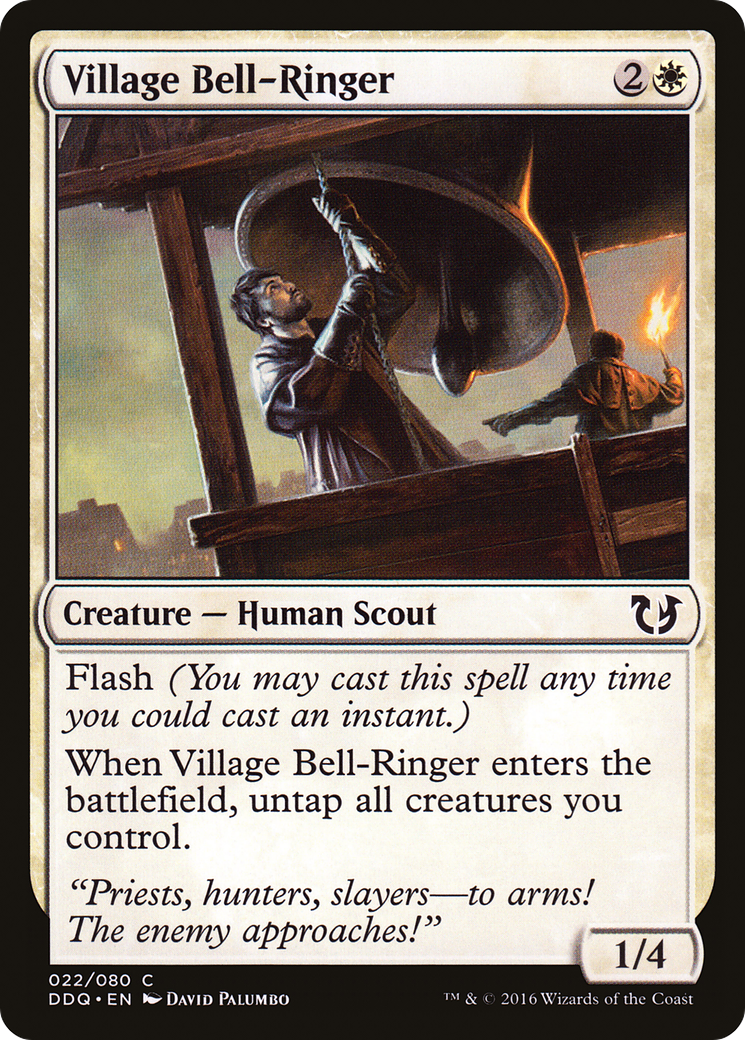 Village Bell-Ringer 2
Creature — Human Scout
Flash (You may cast this spell any time
you could cast an instant.)
When Village Bell-Ringer enters the
battlefield, untap all creatures you
control.
“Priests, hunters, slayers—to arms!
The enemy approaches!”
1/4
022/080 C
DDQ • EN David Palumbo
™ & © 2016 Wizards of the Coast